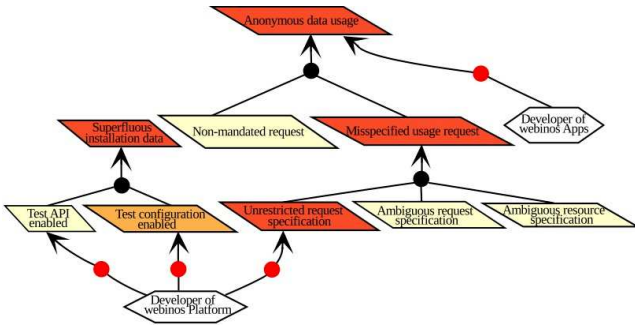 Anonymous data usage
Superfluous
installation data
Non-mandated request
Misspecified usage request
Developer of
webinos Apps
Test API
enabled
Test configuration
enabled
Unrestricted request
specification
Ambiguous request
specification
Ambiguous resource
specification
Developer of
webinos Platform